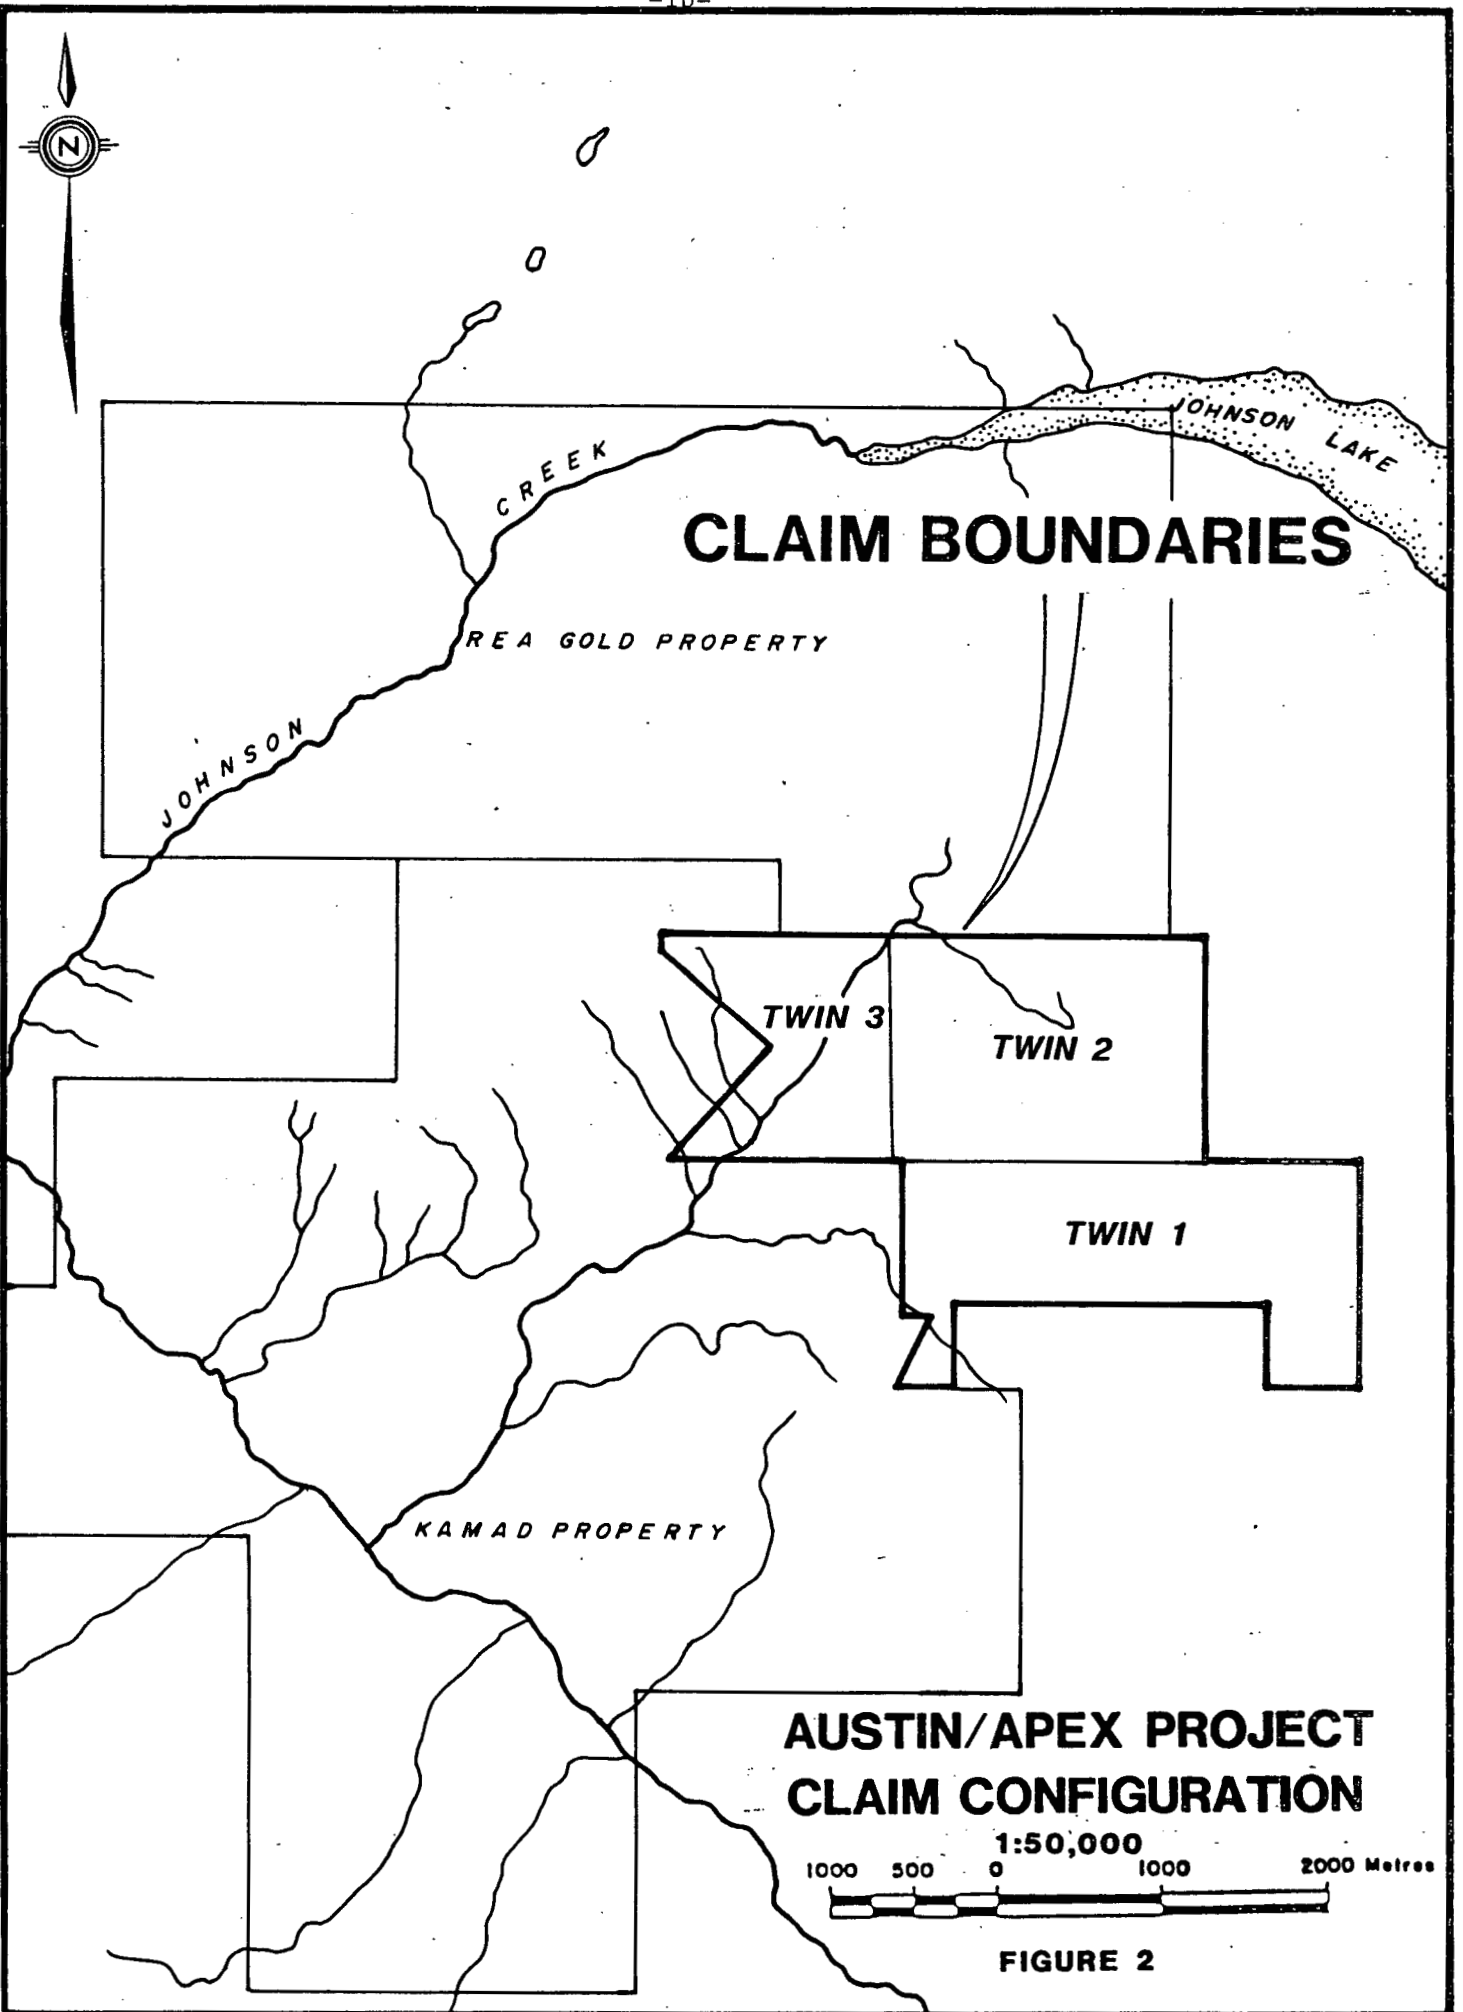 N
JOHNSON LAKE
JOHNSON CREEK
CLAIM BOUNDARIES
REA GOLD PROPERTY
TWIN 3
TWIN 2
TWIN 1
KAMAD PROPERTY
AUSTIN/APEX PROJECT
CLAIM CONFIGURATION
1:50,000
1000 500 0 1000 2000 Metres
FIGURE 2